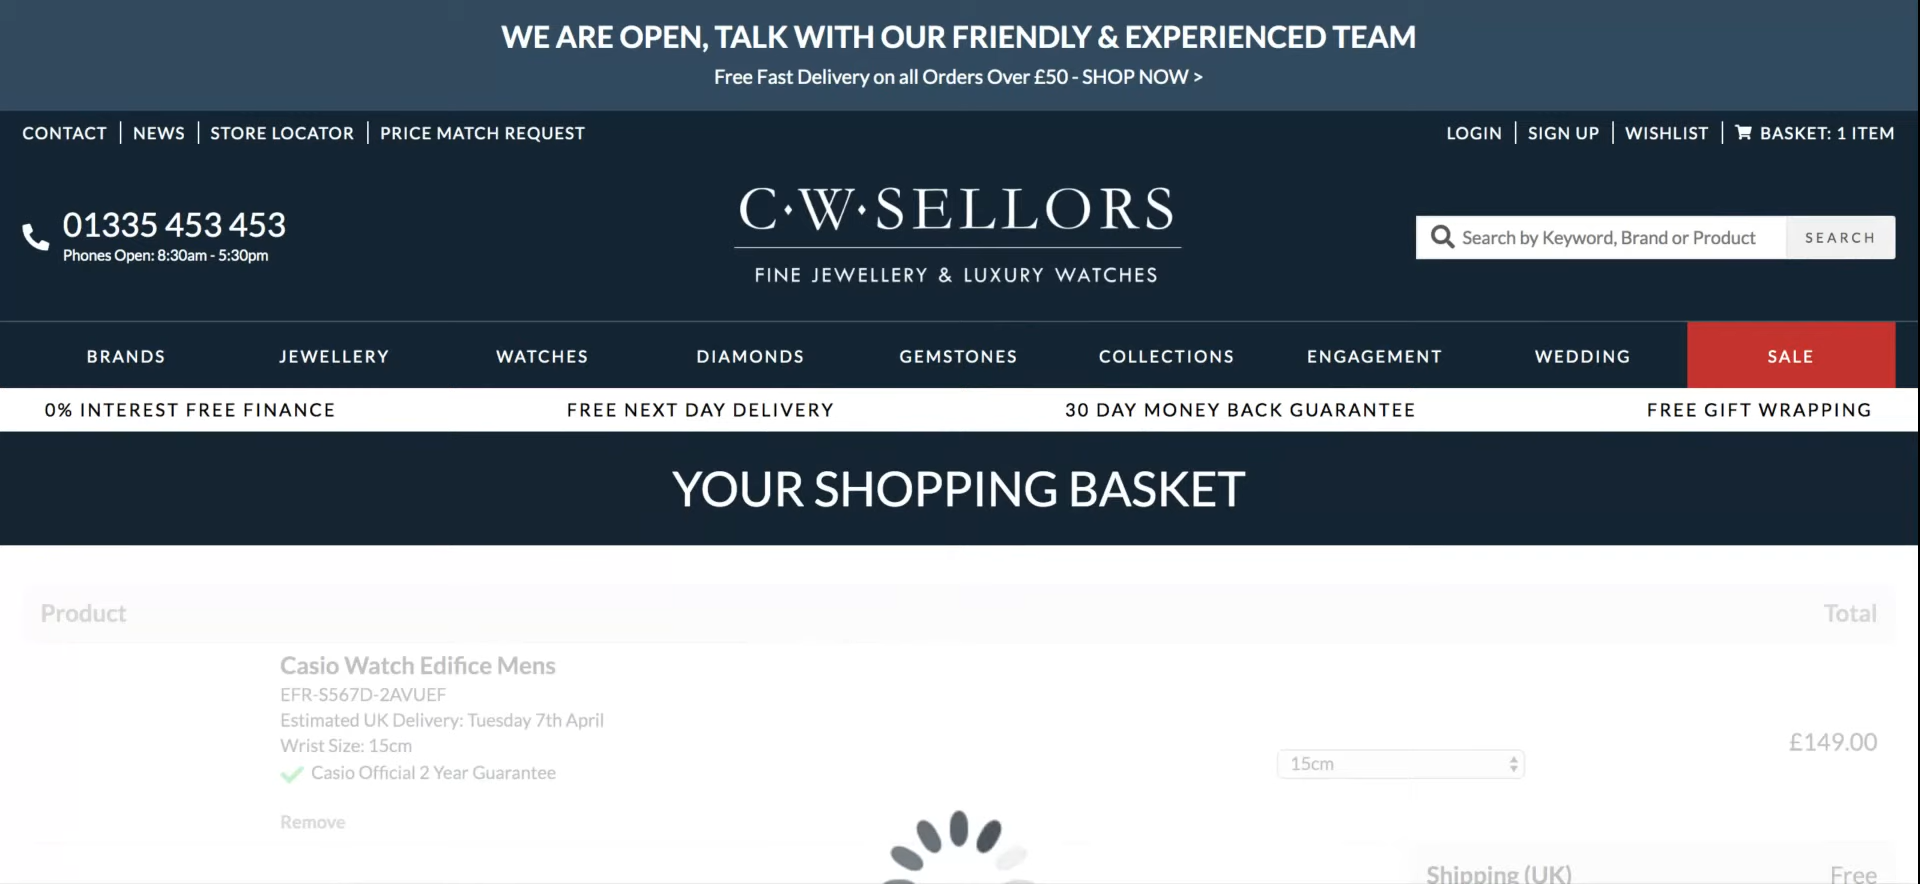 WE ARE OPEN, TALK WITH OUR FRIENDLY & EXPERIENCED TEAM
Free Fast Delivery on all Orders Over £50 - SHOP NOW >
CONTACT | NEWS | STORE LOCATOR | PRICE MATCH REQUEST
LOGIN | SIGN UP | WISHLIST | BASKET: 1 ITEM
01335 453 453
Phones Open: 8:30am - 5:30pm
C·W·SELLORS
FINE JEWELLERY & LUXURY WATCHES
Search by Keyword, Brand or Product
SEARCH
BRANDS JEWELLERY WATCHES DIAMONDS GEMSTONES COLLECTIONS ENGAGEMENT WEDDING SALE
0% INTEREST FREE FINANCE FREE NEXT DAY DELIVERY 30 DAY MONEY BACK GUARANTEE FREE GIFT WRAPPING
YOUR SHOPPING BASKET
Product Total
Casio Watch Edifice Mens
EFR-S567D-2AVUEF
Estimated UK Delivery: Tuesday 7th April
Wrist Size: 15cm
Casio Official 2 Year Guarantee
15cm
£149.00
Remove
Shipping (UK) Free